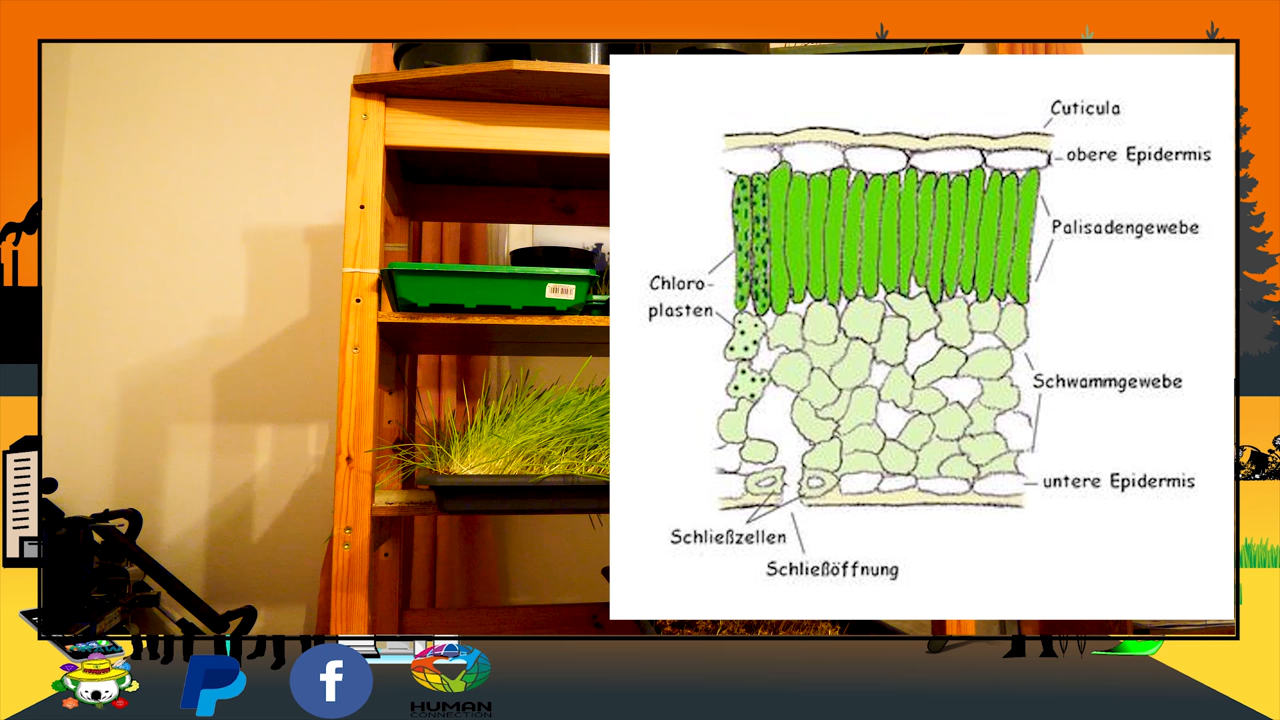 Cuticula
obere Epidermis
Palisadengewebe
Chloro-
plasten
Schwammgewebe
untere Epidermis
Schließzellen
Schließöffnung
f
HUMAN
CONNECTION